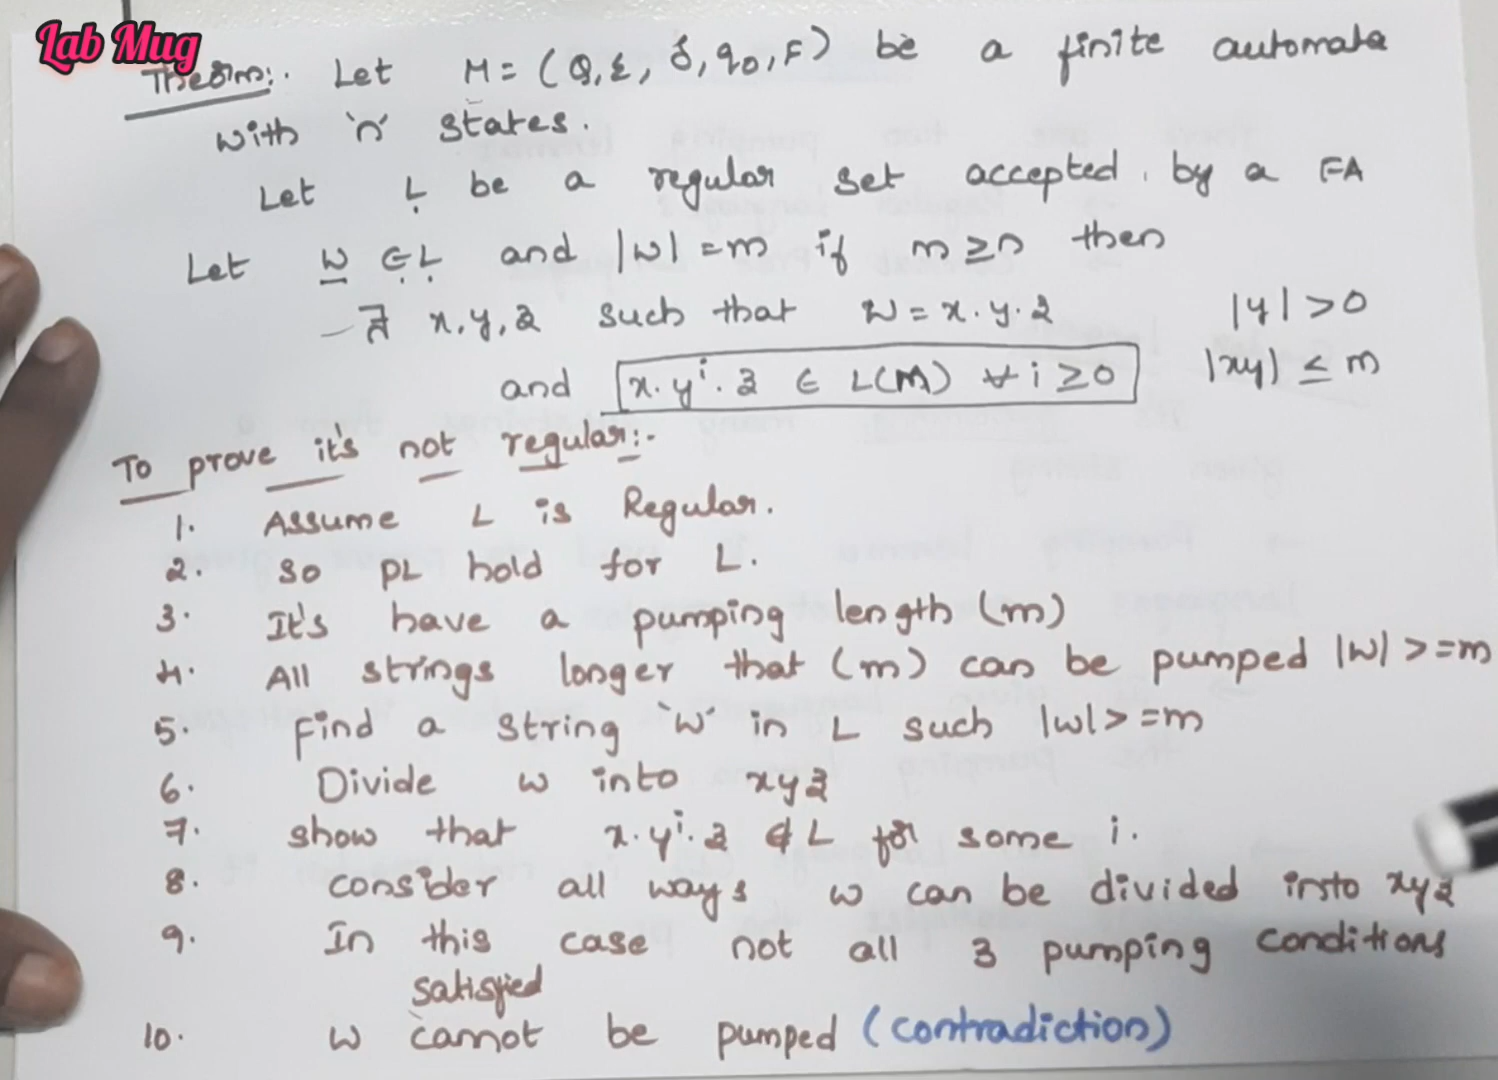 Lab Mug
Theorem:- Let M = (Q, Σ, δ, q0, F) be a finite automata
with 'n' states.
Let L be a regular set accepted by a FA
Let w ∈ L and |w| = m if m ≥ n then
∃ x, y, z such that w = x.y.z |y| > 0
and x.y^i.z ∈ L(M) ∀ i ≥ 0 |xy| ≤ m
To prove it's not regular:-
1. Assume L is Regular.
2. so PL hold for L.
3. It's have a pumping length (m)
4. All strings longer that (m) can be pumped |w| >= m
5. Find a string 'w' in L such |w| >= m
6. Divide w into xyz
7. show that x.y^i.z ∉ L for some i.
8. consider all ways w can be divided into xyz
9. In this case not all 3 pumping conditions
satisfied
10. w cannot be pumped (contradiction)